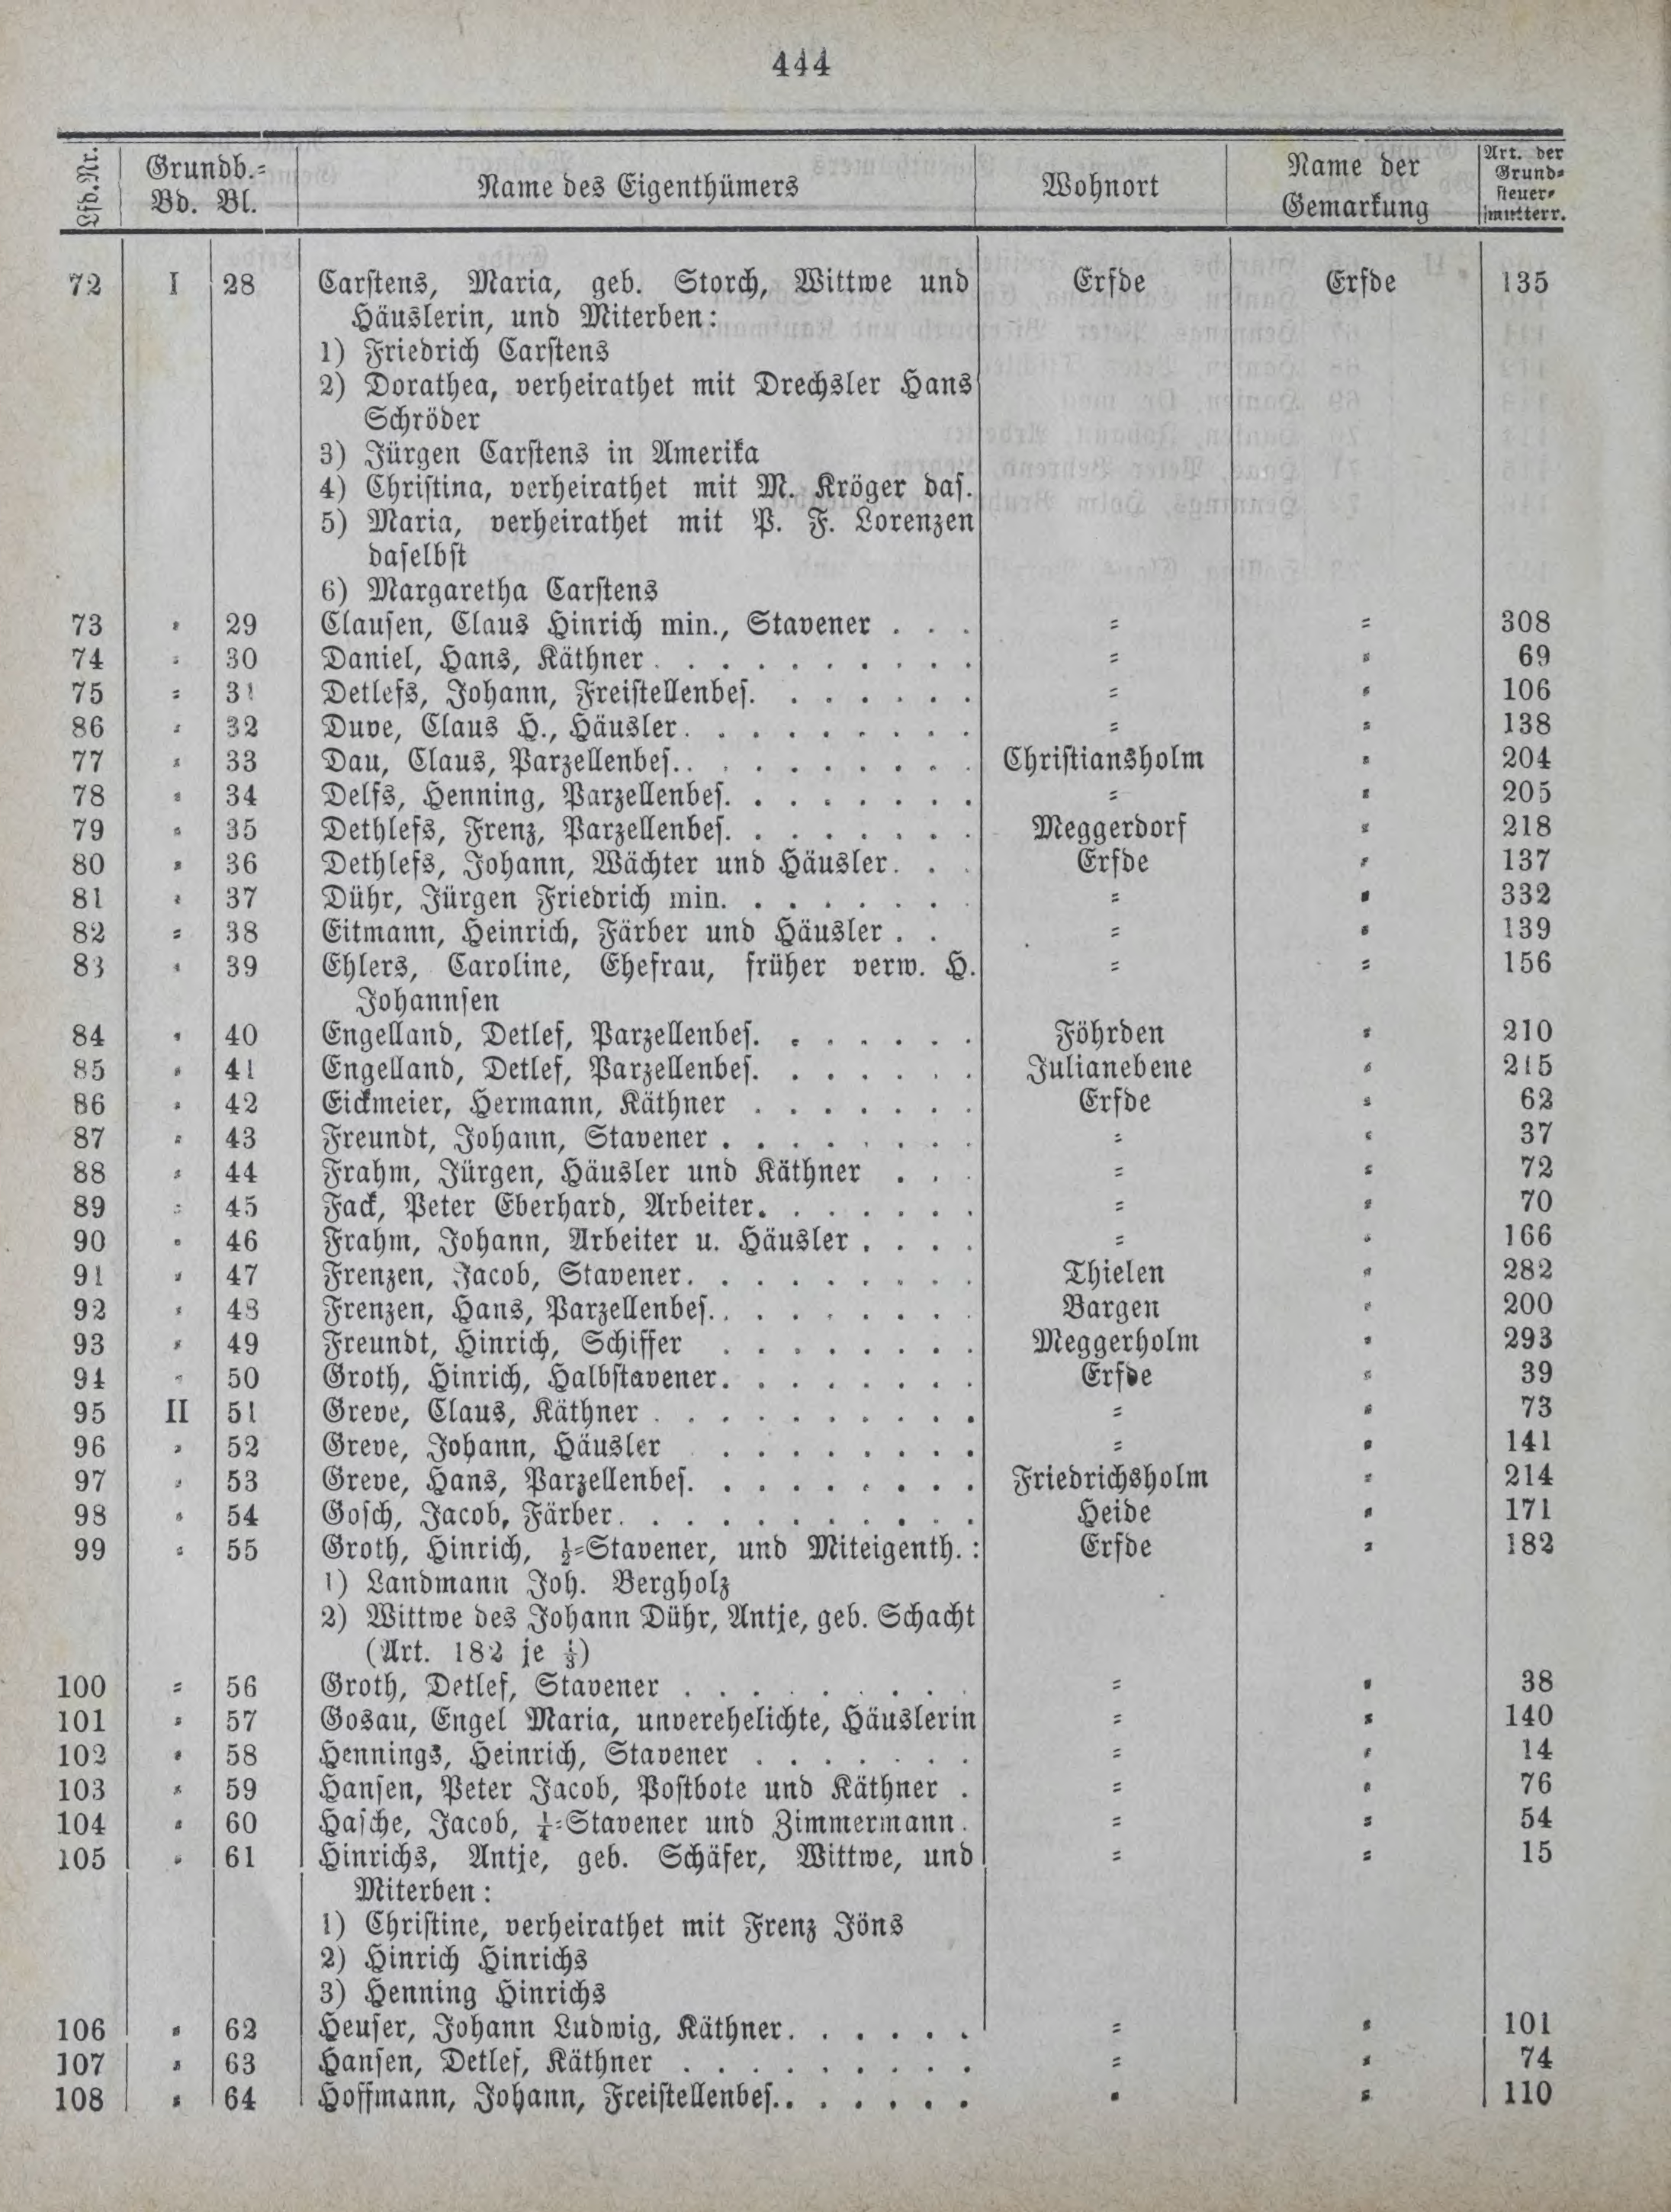 444
Lfd. Nr. Grundb.= Bd. Bl. Name des Eigenthümers Wohnort Name der Gemarkung Art. der Grund= steuer= mutterr.
72 I 28 Carstens, Maria, geb. Storch, Wittwe und Erfde Erfde 135
Häuslerin, und Miterben:
1) Friedrich Carstens
2) Dorathea, verheirathet mit Drechsler Hans
Schröder
3) Jürgen Carstens in Amerika
4) Christina, verheirathet mit M. Kröger das.
5) Maria, verheirathet mit P. F. Lorenzen
daselbst
6) Margaretha Carstens
73 = 29 Clausen, Claus Hinrich min., Stavener . . . = = 308
74 = 30 Daniel, Hans, Käthner . . . . . . . . . . = = 69
75 = 31 Detlefs, Johann, Freistellenbes. . . . . . . = = 106
86 = 32 Duve, Claus H., Häusler. . . . . . . . . = = 138
77 = 33 Dau, Claus, Parzellenbes. . . . . . . . . . Christiansholm = 204
78 = 34 Delfs, Henning, Parzellenbes. . . . . . . . = = 205
79 = 35 Dethlefs, Frenz, Parzellenbes. . . . . . . . Meggerdorf = 218
80 = 36 Dethlefs, Johann, Wächter und Häusler. . . Erfde = 137
81 = 37 Dühr, Jürgen Friedrich min. . . . . . . . = = 332
82 = 38 Eitmann, Heinrich, Färber und Häusler . . = = 139
83 = 39 Ehlers, Caroline, Ehefrau, früher verw. H. = = 156
Johannsen
84 = 40 Engelland, Detlef, Parzellenbes. . . . . . . Föhrden = 210
85 = 41 Engelland, Detlef, Parzellenbes. . . . . . . Julianebene = 215
86 = 42 Eickmeier, Hermann, Käthner . . . . . . . Erfde = 62
87 = 43 Freundt, Johann, Stavener . . . . . . . . = = 37
88 = 44 Frahm, Jürgen, Häusler und Käthner . . . = = 72
89 = 45 Fack, Peter Eberhard, Arbeiter. . . . . . . = = 70
90 = 46 Frahm, Johann, Arbeiter u. Häusler . . . . = = 166
91 = 47 Frenzen, Jacob, Stavener. . . . . . . . . Thielen = 282
92 = 48 Frenzen, Hans, Parzellenbes. . . . . . . . . Bargen = 200
93 = 49 Freundt, Hinrich, Schiffer . . . . . . . . Meggerholm = 293
94 = 50 Groth, Hinrich, Halbstavener. . . . . . . . Erfde = 39
95 II 51 Greve, Claus, Käthner . . . . . . . . . . = = 73
96 = 52 Greve, Johann, Häusler . . . . . . . . . = = 141
97 = 53 Greve, Hans, Parzellenbes. . . . . . . . . Friedrichsholm = 214
98 = 54 Gosch, Jacob, Färber. . . . . . . . . . . Heide = 171
99 = 55 Groth, Hinrich, ½=Stavener, und Miteigenth.: Erfde = 182
1) Landmann Joh. Bergholz
2) Wittwe des Johann Dühr, Antje, geb. Schacht
(Art. 182 je ⅓)
100 = 56 Groth, Detlef, Stavener . . . . . . . . . = = 38
101 = 57 Gosau, Engel Maria, unverehelichte, Häuslerin = = 140
102 = 58 Hennings, Heinrich, Stavener . . . . . . . = = 14
103 = 59 Hansen, Peter Jacob, Postbote und Käthner . = = 76
104 = 60 Hasche, Jacob, ¼=Stavener und Zimmermann. = = 54
105 = 61 Hinrichs, Antje, geb. Schäfer, Wittwe, und = = 15
Miterben:
1) Christine, verheirathet mit Frenz Jöns
2) Hinrich Hinrichs
3) Henning Hinrichs
106 = 62 Heuser, Johann Ludwig, Käthner. . . . . . = = 101
107 = 63 Hansen, Detlef, Käthner . . . . . . . . . = = 74
108 = 64 Hoffmann, Johann, Freistellenbes. . . . . . . = = 110